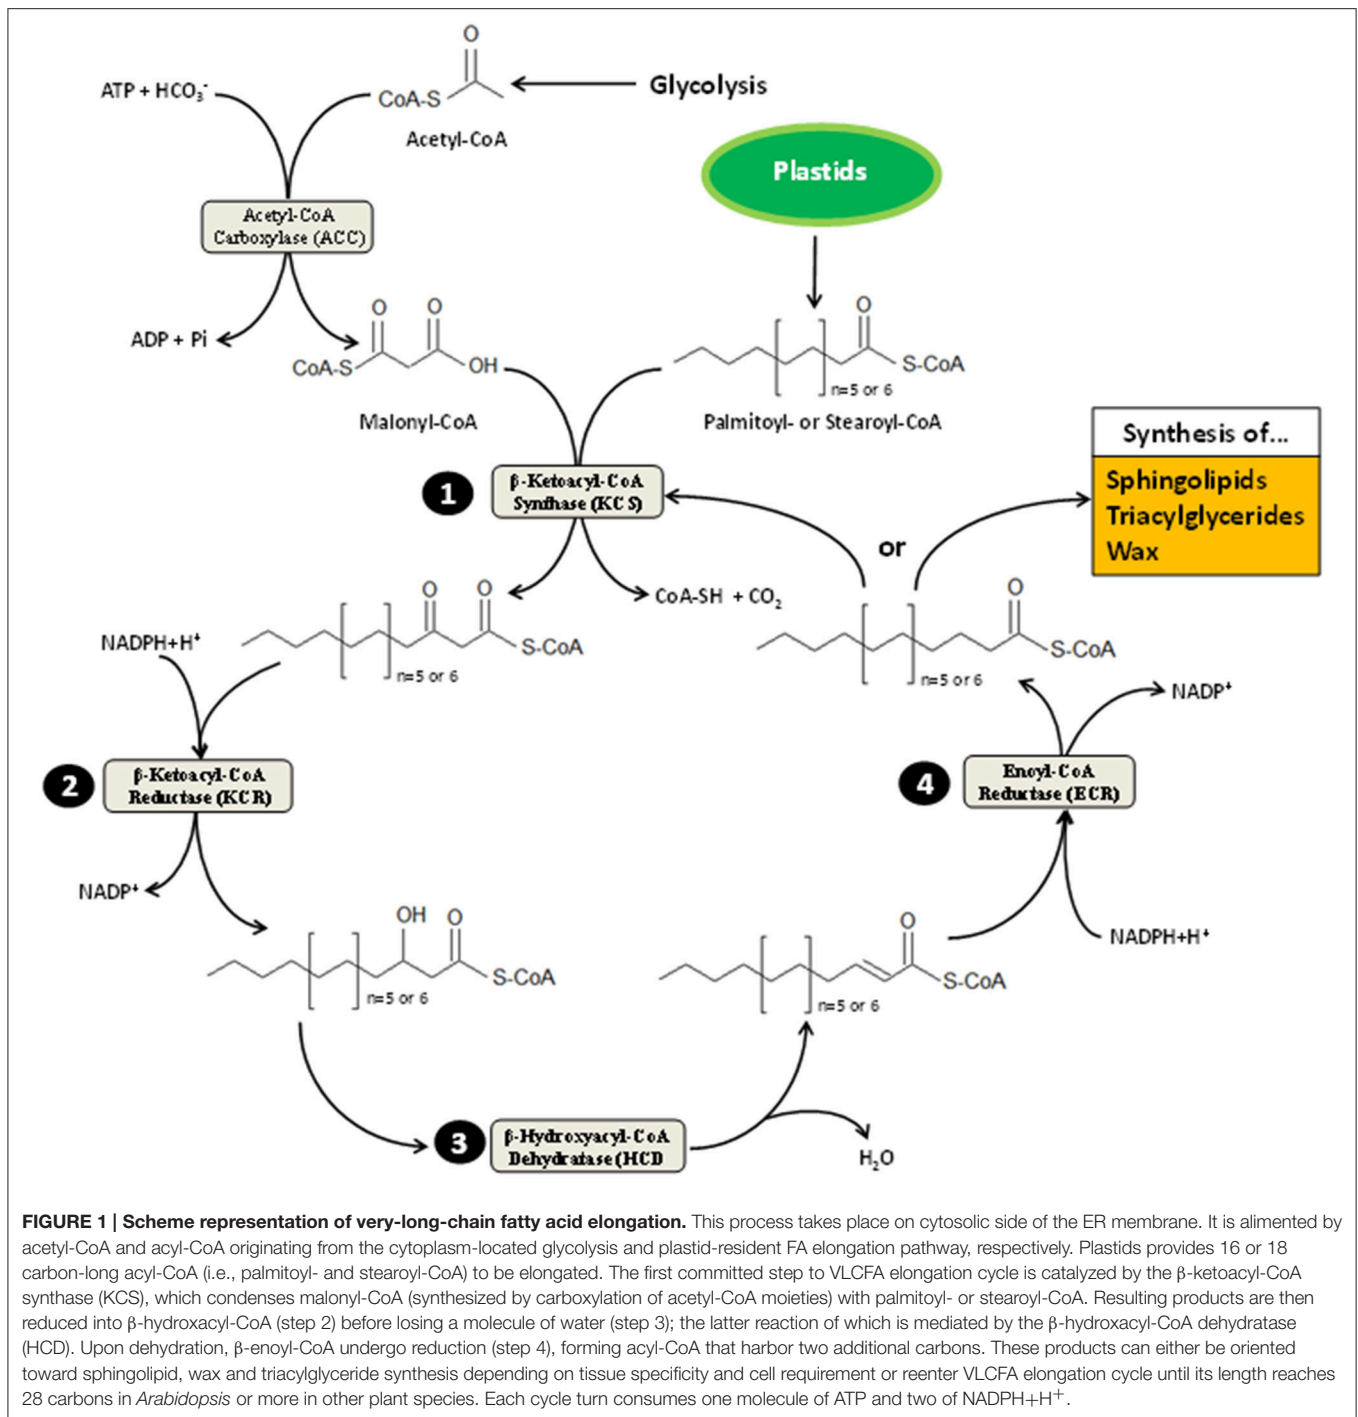 Glycolysis
ATP + HCO₃⁻
CoA-S
O
Acetyl-CoA
Plastids
Acetyl-CoA
Carboxylase (ACC)
ADP + Pi
CoA-S
O
O
OH
Malonyl-CoA
O
S-CoA
n=5 or 6
Palmitoyl- or Stearoyl-CoA
Synthesis of...
Sphingolipids
Triacylglycerides
Wax
1
β-Ketoacyl-CoA
Synthase (KCS)
or
CoA-SH + CO₂
O
O
S-CoA
n=5 or 6
O
S-CoA
n=5 or 6
NADPH+H⁺
NADP⁺
2
β-Ketoacyl-CoA
Reductase (KCR)
4
Enoyl-CoA
Reductase (ECR)
NADP⁺
OH
O
S-CoA
n=5 or 6
O
S-CoA
n=5 or 6
NADPH+H⁺
3
β-Hydroxyacyl-CoA
Dehydratase (HCD
H₂O
FIGURE 1 | Scheme representation of very-long-chain fatty acid elongation. This process takes place on cytosolic side of the ER membrane. It is alimented by
acetyl-CoA and acyl-CoA originating from the cytoplasm-located glycolysis and plastid-resident FA elongation pathway, respectively. Plastids provides 16 or 18
carbon-long acyl-CoA (i.e., palmitoyl- and stearoyl-CoA) to be elongated. The first committed step to VLCFA elongation cycle is catalyzed by the β-ketoacyl-CoA
synthase (KCS), which condenses malonyl-CoA (synthesized by carboxylation of acetyl-CoA moieties) with palmitoyl- or stearoyl-CoA. Resulting products are then
reduced into β-hydroxacyl-CoA (step 2) before losing a molecule of water (step 3); the latter reaction of which is mediated by the β-hydroxacyl-CoA dehydratase
(HCD). Upon dehydration, β-enoyl-CoA undergo reduction (step 4), forming acyl-CoA that harbor two additional carbons. These products can either be oriented
toward sphingolipid, wax and triacylglyceride synthesis depending on tissue specificity and cell requirement or reenter VLCFA elongation cycle until its length reaches
28 carbons in Arabidopsis or more in other plant species. Each cycle turn consumes one molecule of ATP and two of NADPH+H⁺.